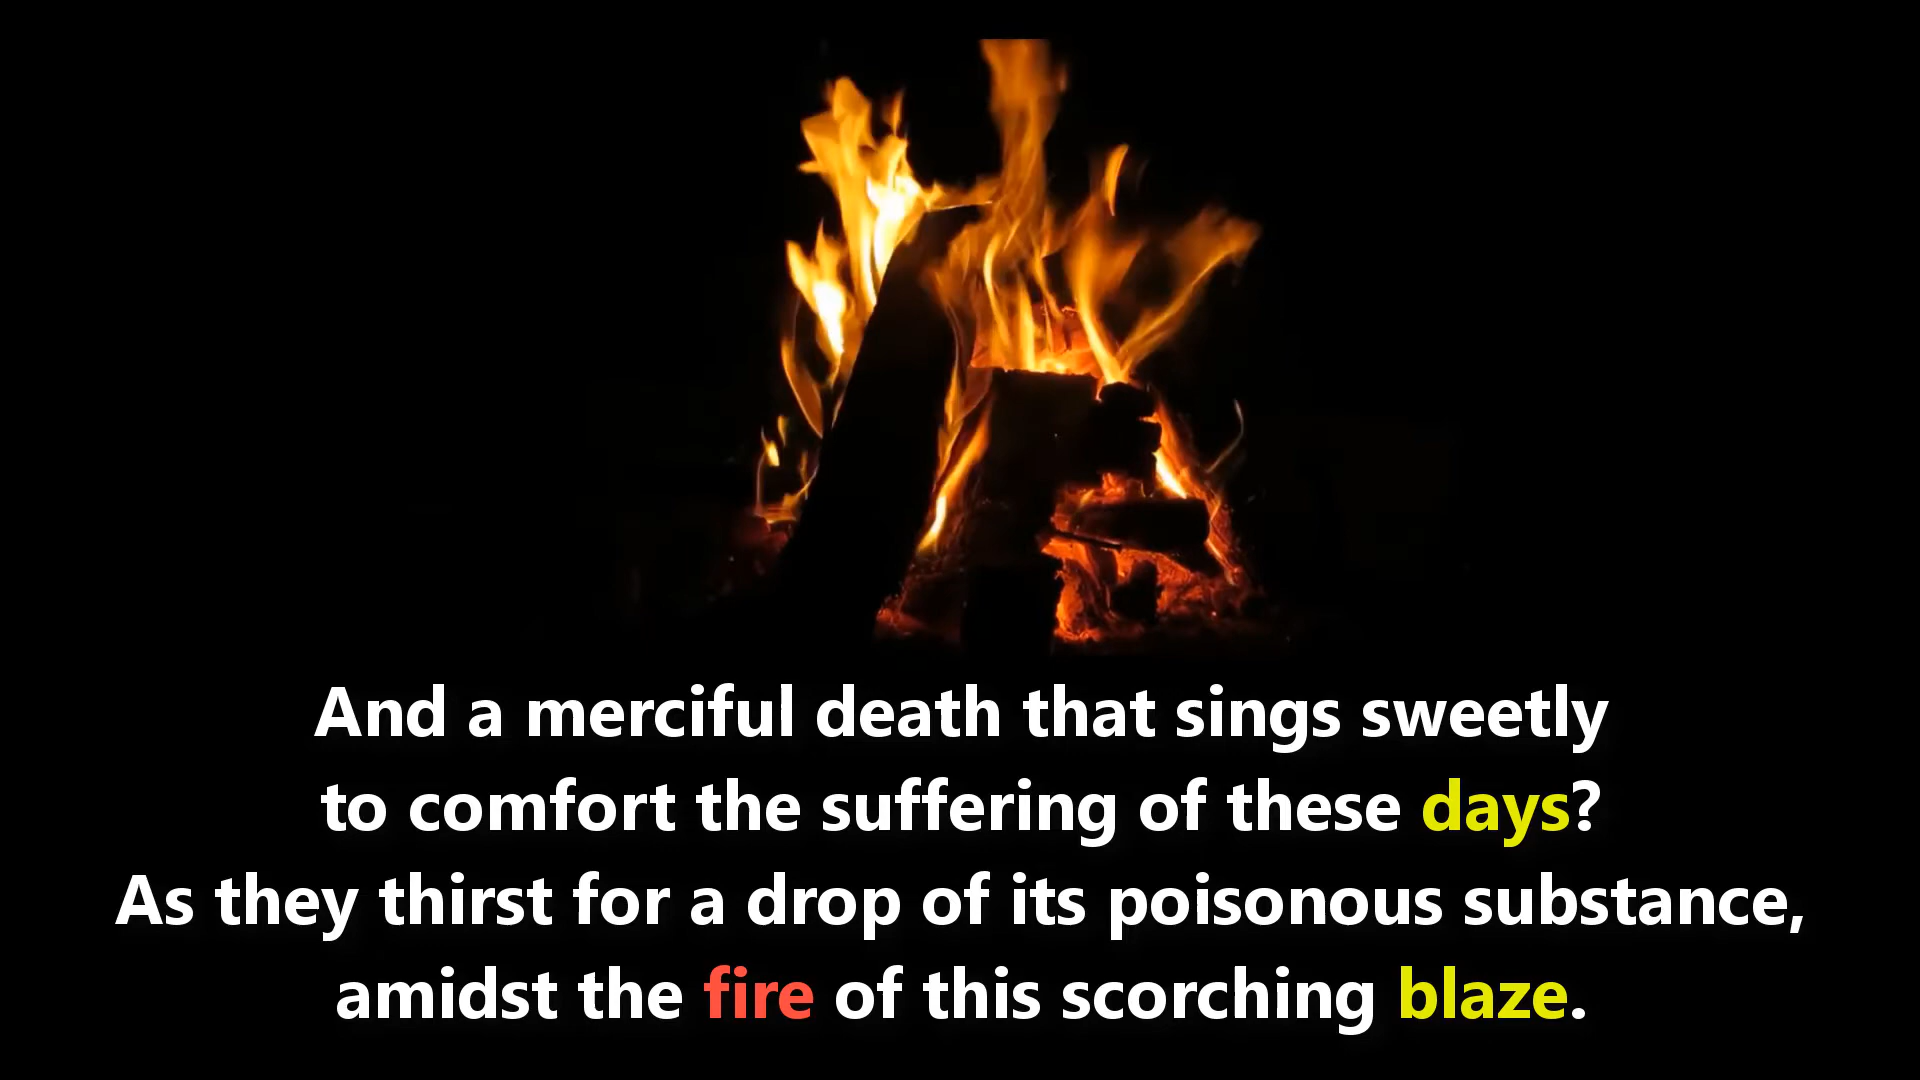 And a merciful death that sings sweetly
to comfort the suffering of these days?
As they thirst for a drop of its poisonous substance,
amidst the fire of this scorching blaze.